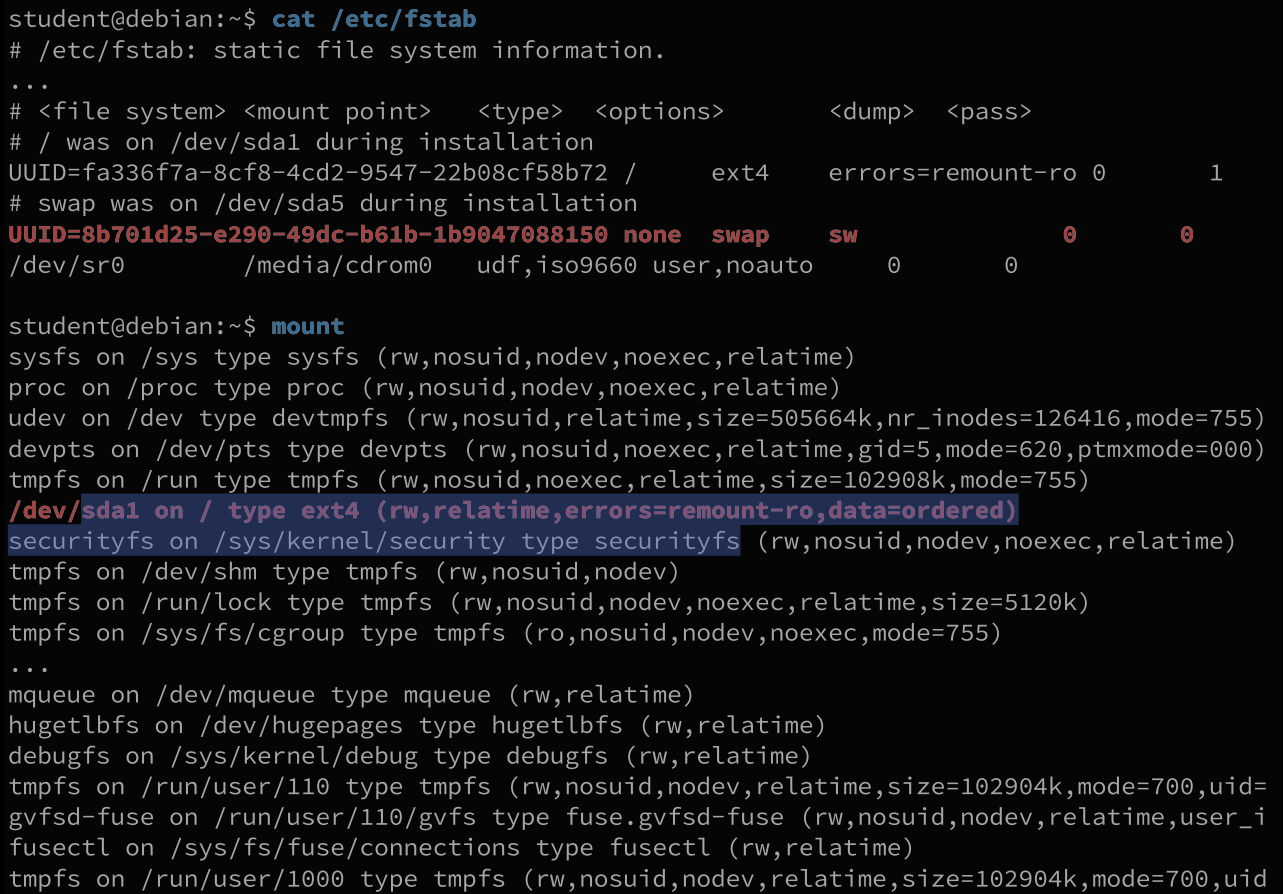 student@debian:~$ cat /etc/fstab
# /etc/fstab: static file system information.
...
# <file system> <mount point>   <type>  <options>       <dump>  <pass>
# / was on /dev/sda1 during installation
UUID=fa336f7a-8cf8-4cd2-9547-22b08cf58b72 /     ext4    errors=remount-ro 0       1
# swap was on /dev/sda5 during installation
UUID=8b701d25-e290-49dc-b61b-1b9047088150 none  swap    sw              0       0
/dev/sr0        /media/cdrom0   udf,iso9660 user,noauto     0       0
student@debian:~$ mount
sysfs on /sys type sysfs (rw,nosuid,nodev,noexec,relatime)
proc on /proc type proc (rw,nosuid,nodev,noexec,relatime)
udev on /dev type devtmpfs (rw,nosuid,relatime,size=505664k,nr_inodes=126416,mode=755)
devpts on /dev/pts type devpts (rw,nosuid,noexec,relatime,gid=5,mode=620,ptmxmode=000)
tmpfs on /run type tmpfs (rw,nosuid,noexec,relatime,size=102908k,mode=755)
/dev/sda1 on / type ext4 (rw,relatime,errors=remount-ro,data=ordered)
securityfs on /sys/kernel/security type securityfs (rw,nosuid,nodev,noexec,relatime)
tmpfs on /dev/shm type tmpfs (rw,nosuid,nodev)
tmpfs on /run/lock type tmpfs (rw,nosuid,nodev,noexec,relatime,size=5120k)
tmpfs on /sys/fs/cgroup type tmpfs (ro,nosuid,nodev,noexec,mode=755)
...
mqueue on /dev/mqueue type mqueue (rw,relatime)
hugetlbfs on /dev/hugepages type hugetlbfs (rw,relatime)
debugfs on /sys/kernel/debug type debugfs (rw,relatime)
tmpfs on /run/user/110 type tmpfs (rw,nosuid,nodev,relatime,size=102904k,mode=700,uid=
gvfsd-fuse on /run/user/110/gvfs type fuse.gvfsd-fuse (rw,nosuid,nodev,relatime,user_i
fusectl on /sys/fs/fuse/connections type fusectl (rw,relatime)
tmpfs on /run/user/1000 type tmpfs (rw,nosuid,nodev,relatime,size=102904k,mode=700,uid